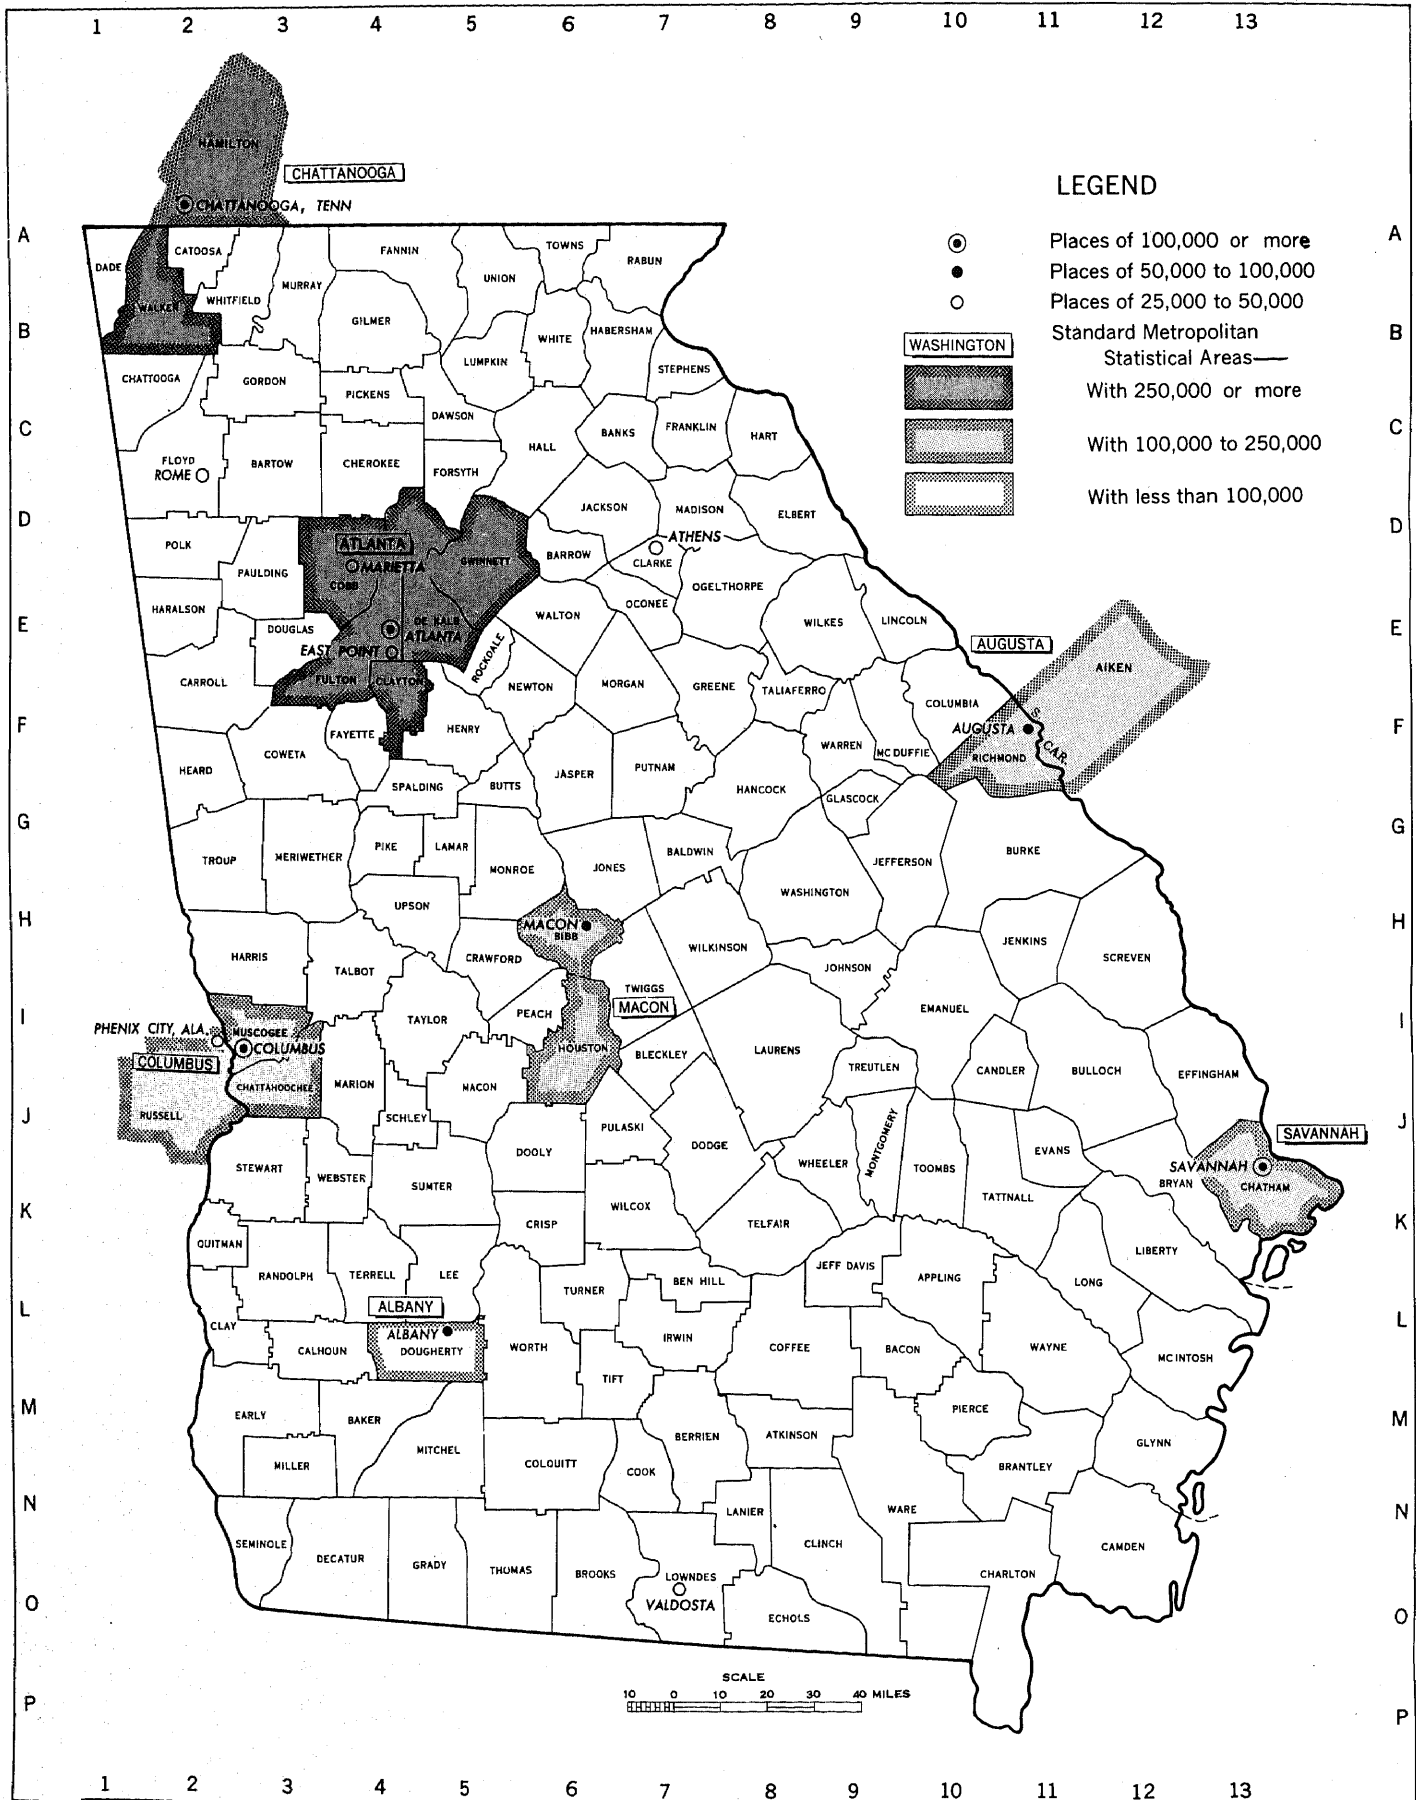 1 2 3 4 5 6 7 8 9 10 11 12 13
HAMILTON
CHATTANOOGA
CHATTANOOGA, TENN
LEGEND
Places of 100,000 or more
Places of 50,000 to 100,000
Places of 25,000 to 50,000
WASHINGTON
Standard Metropolitan
Statistical Areas—
With 250,000 or more
With 100,000 to 250,000
With less than 100,000
A A
DADE CATOOSA FANNIN TOWNS RABUN
UNION
WALKER WHITFIELD MURRAY
B B
GILMER WHITE HABERSHAM
LUMPKIN STEPHENS
CHATTOOGA GORDON PICKENS
DAWSON
C C
HALL BANKS FRANKLIN HART
FLOYD
ROME
BARTOW CHEROKEE FORSYTH
D D
JACKSON MADISON ELBERT
POLK
ATLANTA
MARIETTA
COBB
GWINNETT
BARROW
ATHENS
CLARKE
PAULDING
OGELTHORPE
HARALSON
OCONEE
E E
DOUGLAS
DE KALB
ATLANTA
WALTON
WILKES LINCOLN
EAST POINT
ROCKDALE
AUGUSTA
AIKEN
CARROLL FULTON CLAYTON NEWTON MORGAN GREENE TALIAFERRO
COLUMBIA
F F
FAYETTE HENRY
AUGUSTA
S. CAR.
COWETA
WARREN MC DUFFIE RICHMOND
HEARD SPALDING BUTTS JASPER PUTNAM HANCOCK GLASCOCK
G G
TROUP MERIWETHER PIKE LAMAR MONROE JONES BALDWIN JEFFERSON BURKE
WASHINGTON
UPSON
H H
MACON
BIBB
HARRIS TALBOT CRAWFORD WILKINSON JENKINS SCREVEN
JOHNSON
TWIGGS
MACON
EMANUEL
I I
PHENIX CITY, ALA.
MUSCOGEE
COLUMBUS
TAYLOR PEACH
COLUMBUS
HOUSTON BLECKLEY LAURENS
TREUTLEN CANDLER BULLOCH EFFINGHAM
CHATTAHOOCHEE MARION MACON
J J
RUSSELL
SCHLEY PULASKI
MONTGOMERY
SAVANNAH
DOOLY DODGE EVANS
STEWART WEBSTER WHEELER TOOMBS
SAVANNAH
BRYAN CHATHAM
SUMTER TATTNALL
K K
WILCOX
CRISP TELFAIR
QUITMAN LIBERTY
RANDOLPH TERRELL LEE JEFF DAVIS APPLING LONG
TURNER BEN HILL
L L
ALBANY
CLAY
ALBANY
DOUGHERTY
CALHOUN WORTH IRWIN COFFEE BACON WAYNE MC INTOSH
TIFT
M M
EARLY BAKER PIERCE
BERRIEN ATKINSON GLYNN
MITCHEL
MILLER COLQUITT COOK BRANTLEY
N N
LANIER WARE
SEMINOLE CLINCH CAMDEN
DECATUR GRADY THOMAS BROOKS LOWNDES CHARLTON
VALDOSTA
O O
ECHOLS
SCALE
10 0 10 20 30 40 MILES
P P
1 2 3 4 5 6 7 8 9 10 11 12 13